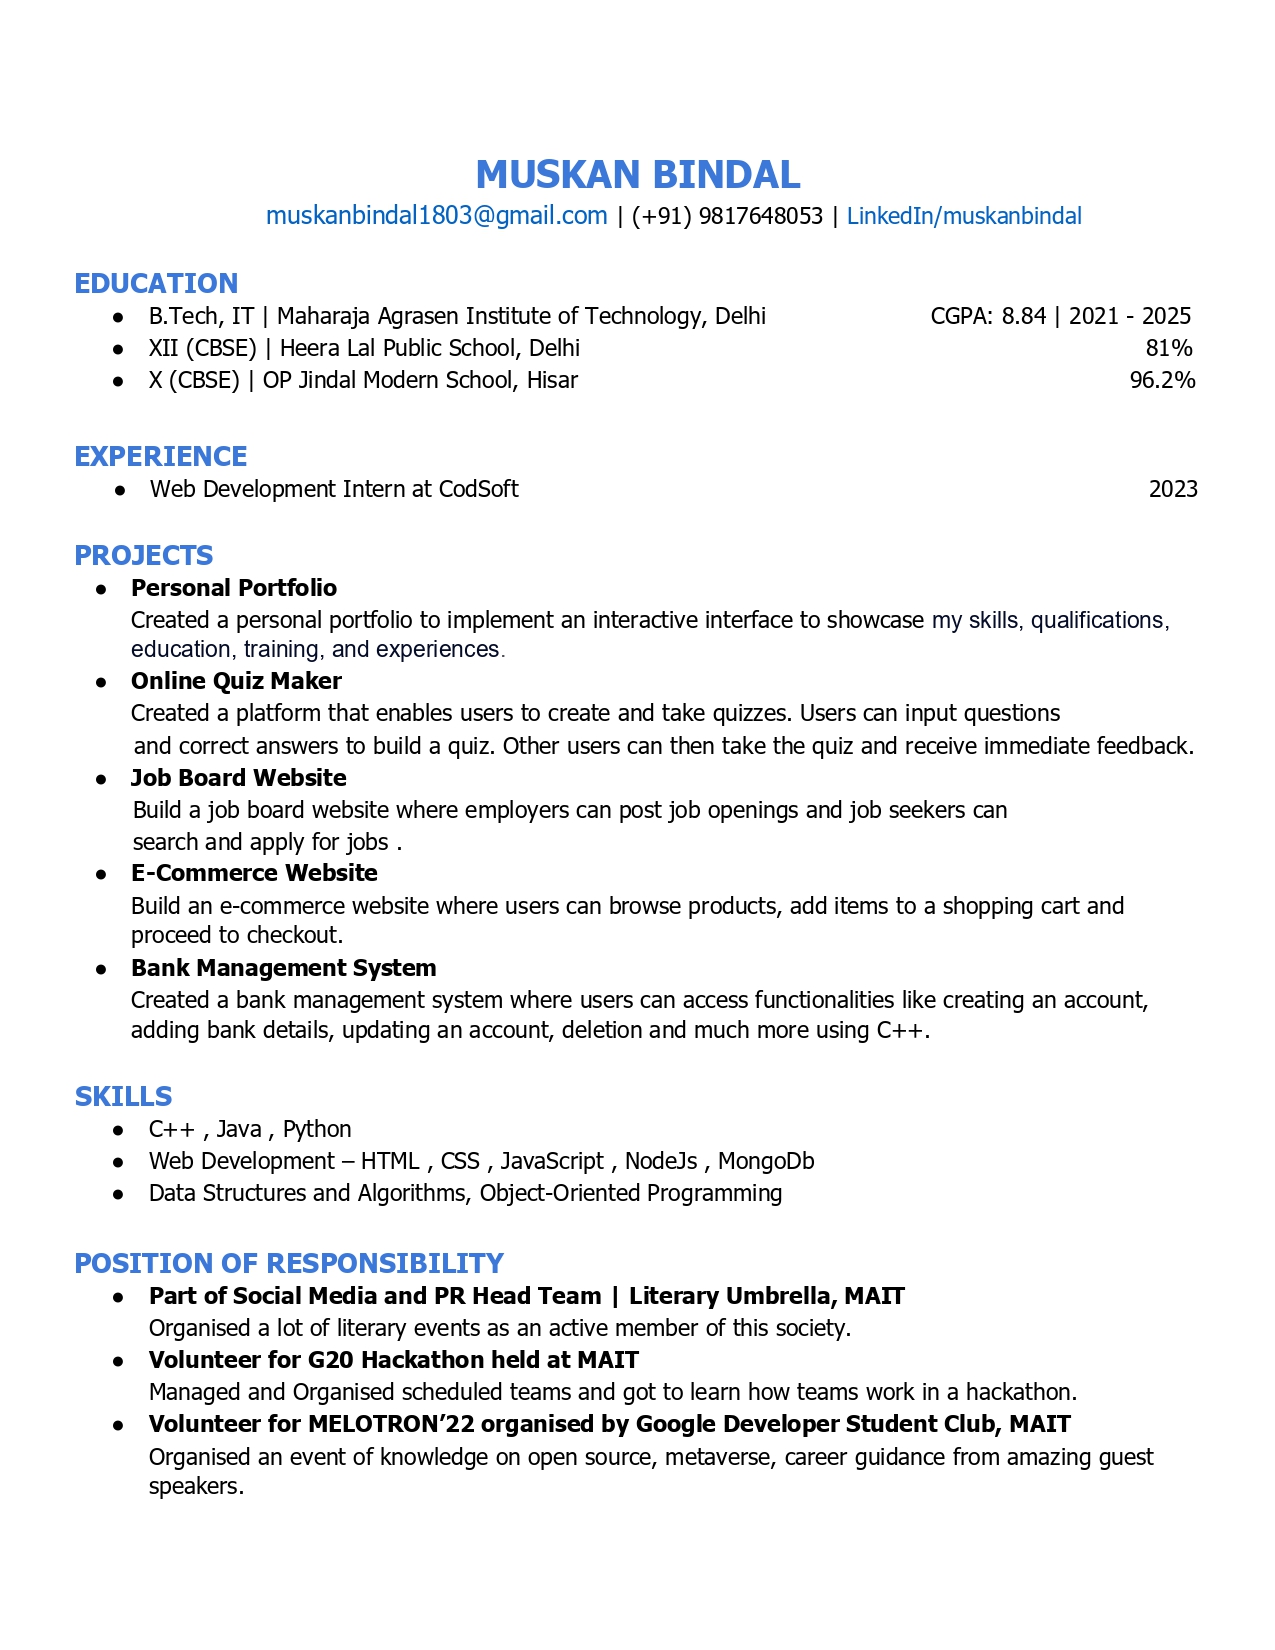 MUSKAN BINDAL
muskanbindal1803@gmail.com | (+91) 9817648053 | LinkedIn/muskanbindal
EDUCATION
● B.Tech, IT | Maharaja Agrasen Institute of Technology, Delhi CGPA: 8.84 | 2021 - 2025
● XII (CBSE) | Heera Lal Public School, Delhi 81%
● X (CBSE) | OP Jindal Modern School, Hisar 96.2%
EXPERIENCE
● Web Development Intern at CodSoft 2023
PROJECTS
● Personal Portfolio
Created a personal portfolio to implement an interactive interface to showcase my skills, qualifications,
education, training, and experiences.
● Online Quiz Maker
Created a platform that enables users to create and take quizzes. Users can input questions
and correct answers to build a quiz. Other users can then take the quiz and receive immediate feedback.
● Job Board Website
Build a job board website where employers can post job openings and job seekers can
search and apply for jobs .
● E-Commerce Website
Build an e-commerce website where users can browse products, add items to a shopping cart and
proceed to checkout.
● Bank Management System
Created a bank management system where users can access functionalities like creating an account,
adding bank details, updating an account, deletion and much more using C++.
SKILLS
● C++ , Java , Python
● Web Development – HTML , CSS , JavaScript , NodeJs , MongoDb
● Data Structures and Algorithms, Object-Oriented Programming
POSITION OF RESPONSIBILITY
● Part of Social Media and PR Head Team | Literary Umbrella, MAIT
Organised a lot of literary events as an active member of this society.
● Volunteer for G20 Hackathon held at MAIT
Managed and Organised scheduled teams and got to learn how teams work in a hackathon.
● Volunteer for MELOTRON’22 organised by Google Developer Student Club, MAIT
Organised an event of knowledge on open source, metaverse, career guidance from amazing guest
speakers.